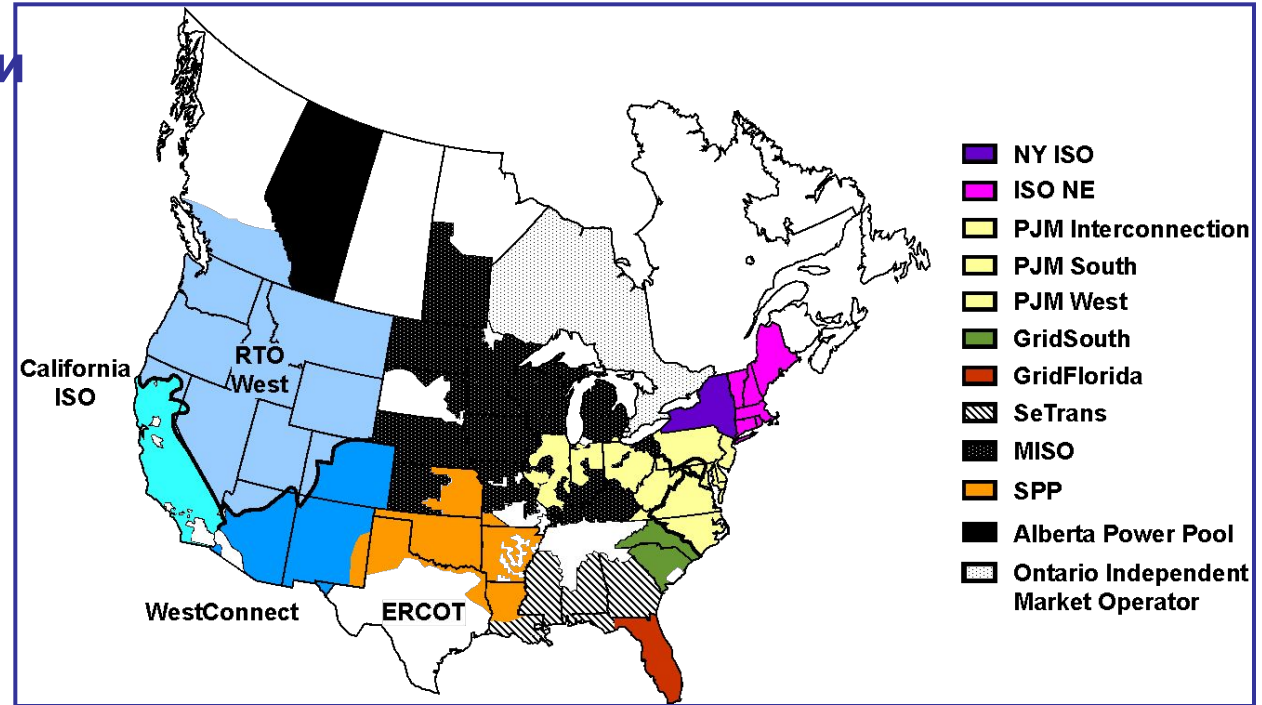 и
NY ISO
ISO NE
PJM Interconnection
PJM South
PJM West
GridSouth
GridFlorida
SeTrans
MISO
SPP
Alberta Power Pool
Ontario Independent
Market Operator
RTO
West
California
ISO
WestConnect
ERCOT